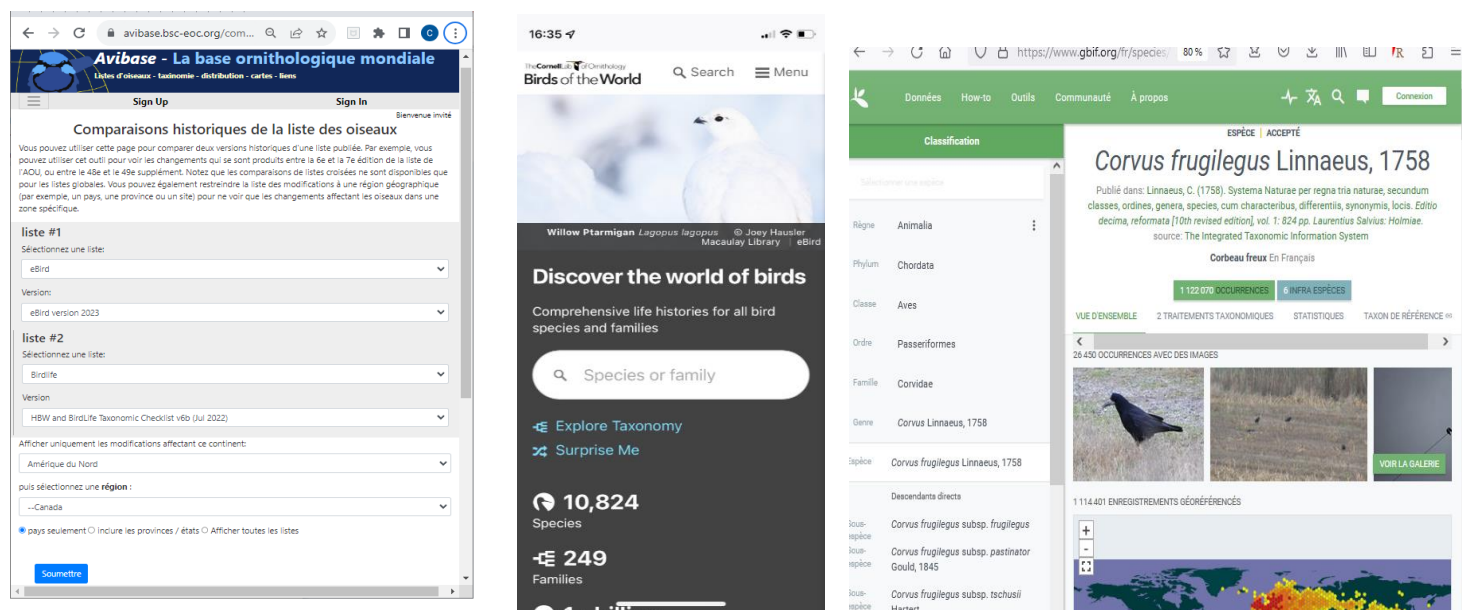 avibase.bsc-eoc.org/com...
Avibase - La base ornithologique mondiale
Listes d'oiseaux - taxinomie - distribution - cartes - liens
Sign Up Sign In
Bienvenue invité
Comparaisons historiques de la liste des oiseaux
Vous pouvez utiliser cette page pour comparer deux versions historiques d'une liste publiée. Par exemple, vous
pouvez utiliser cet outil pour voir les changements qui se sont produits entre la 6e et la 7e édition de la liste de
l'AOU, ou entre le 48e et le 49e supplément. Notez que les comparaisons de listes croisées ne sont disponibles que
pour les listes globales. Vous pouvez également restreindre la liste des modifications à une région géographique
(par exemple, un pays, une province ou un site) pour ne voir que les changements affectant les oiseaux dans une
zone spécifique.
liste #1
Sélectionnez une liste:
eBird
Version:
eBird version 2023
liste #2
Sélectionnez une liste:
Birdlife
Version
HBW and BirdLife Taxonomic Checklist v6b (Jul 2022)
Afficher uniquement les modifications affectant ce continent:
Amérique du Nord
puis sélectionnez une région :
--Canada
pays seulement Inclure les provinces / états Afficher toutes les listes
Soumettre
16:35
TheCornellLab of Ornithology
Birds of the World
Search Menu
Willow Ptarmigan Lagopus lagopus © Joey Hausler
Macaulay Library eBird
Discover the world of birds
Comprehensive life histories for all bird
species and families
Species or family
Explore Taxonomy
Surprise Me
10,824
Species
249
Families
https://www.gbif.org/fr/species/ 80 %
Données How-to Outils Communauté À propos Connexion
Classification
Sélectionner une espèce
Règne Animalia
Phylum Chordata
Classe Aves
Ordre Passeriformes
Famille Corvidae
Genre Corvus Linnaeus, 1758
Espèce Corvus frugilegus Linnaeus, 1758
Descendants directs
Sous-espèce Corvus frugilegus subsp. frugilegus
Sous-espèce Corvus frugilegus subsp. pastinator
Gould, 1845
Sous-espèce Corvus frugilegus subsp. tschusii
Hartert
ESPÈCE | ACCEPTÉ
Corvus frugilegus Linnaeus, 1758
Publié dans: Linnaeus, C. (1758). Systema Naturae per regna tria naturae, secundum
classes, ordines, genera, species, cum characteribus, differentiis, synonymis, locis. Editio
decima, reformata [10th revised edition], vol. 1: 824 pp. Laurentius Salvius: Holmiae.
source: The Integrated Taxonomic Information System
Corbeau freux En Français
1 122 070 OCCURRENCES 6 INFRA ESPÈCES
VUE D'ENSEMBLE 2 TRAITEMENTS TAXONOMIQUES STATISTIQUES TAXON DE RÉFÉRENCE
26 450 OCCURRENCES AVEC DES IMAGES
VOIR LA GALERIE
1 114 401 ENREGISTREMENTS GÉORÉFÉRENCÉS
+
-